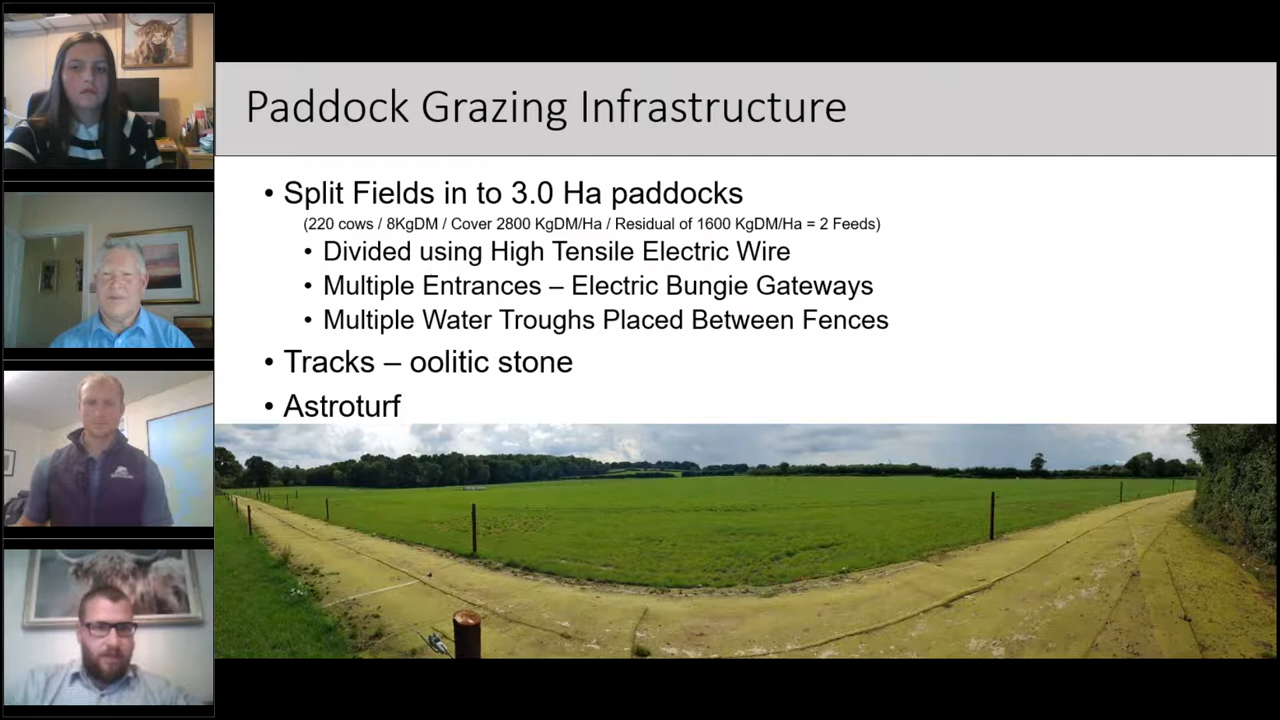 Paddock Grazing Infrastructure
• Split Fields in to 3.0 Ha paddocks
(220 cows / 8KgDM / Cover 2800 KgDM/Ha / Residual of 1600 KgDM/Ha = 2 Feeds)
• Divided using High Tensile Electric Wire
• Multiple Entrances – Electric Bungie Gateways
• Multiple Water Troughs Placed Between Fences
• Tracks – oolitic stone
• Astroturf